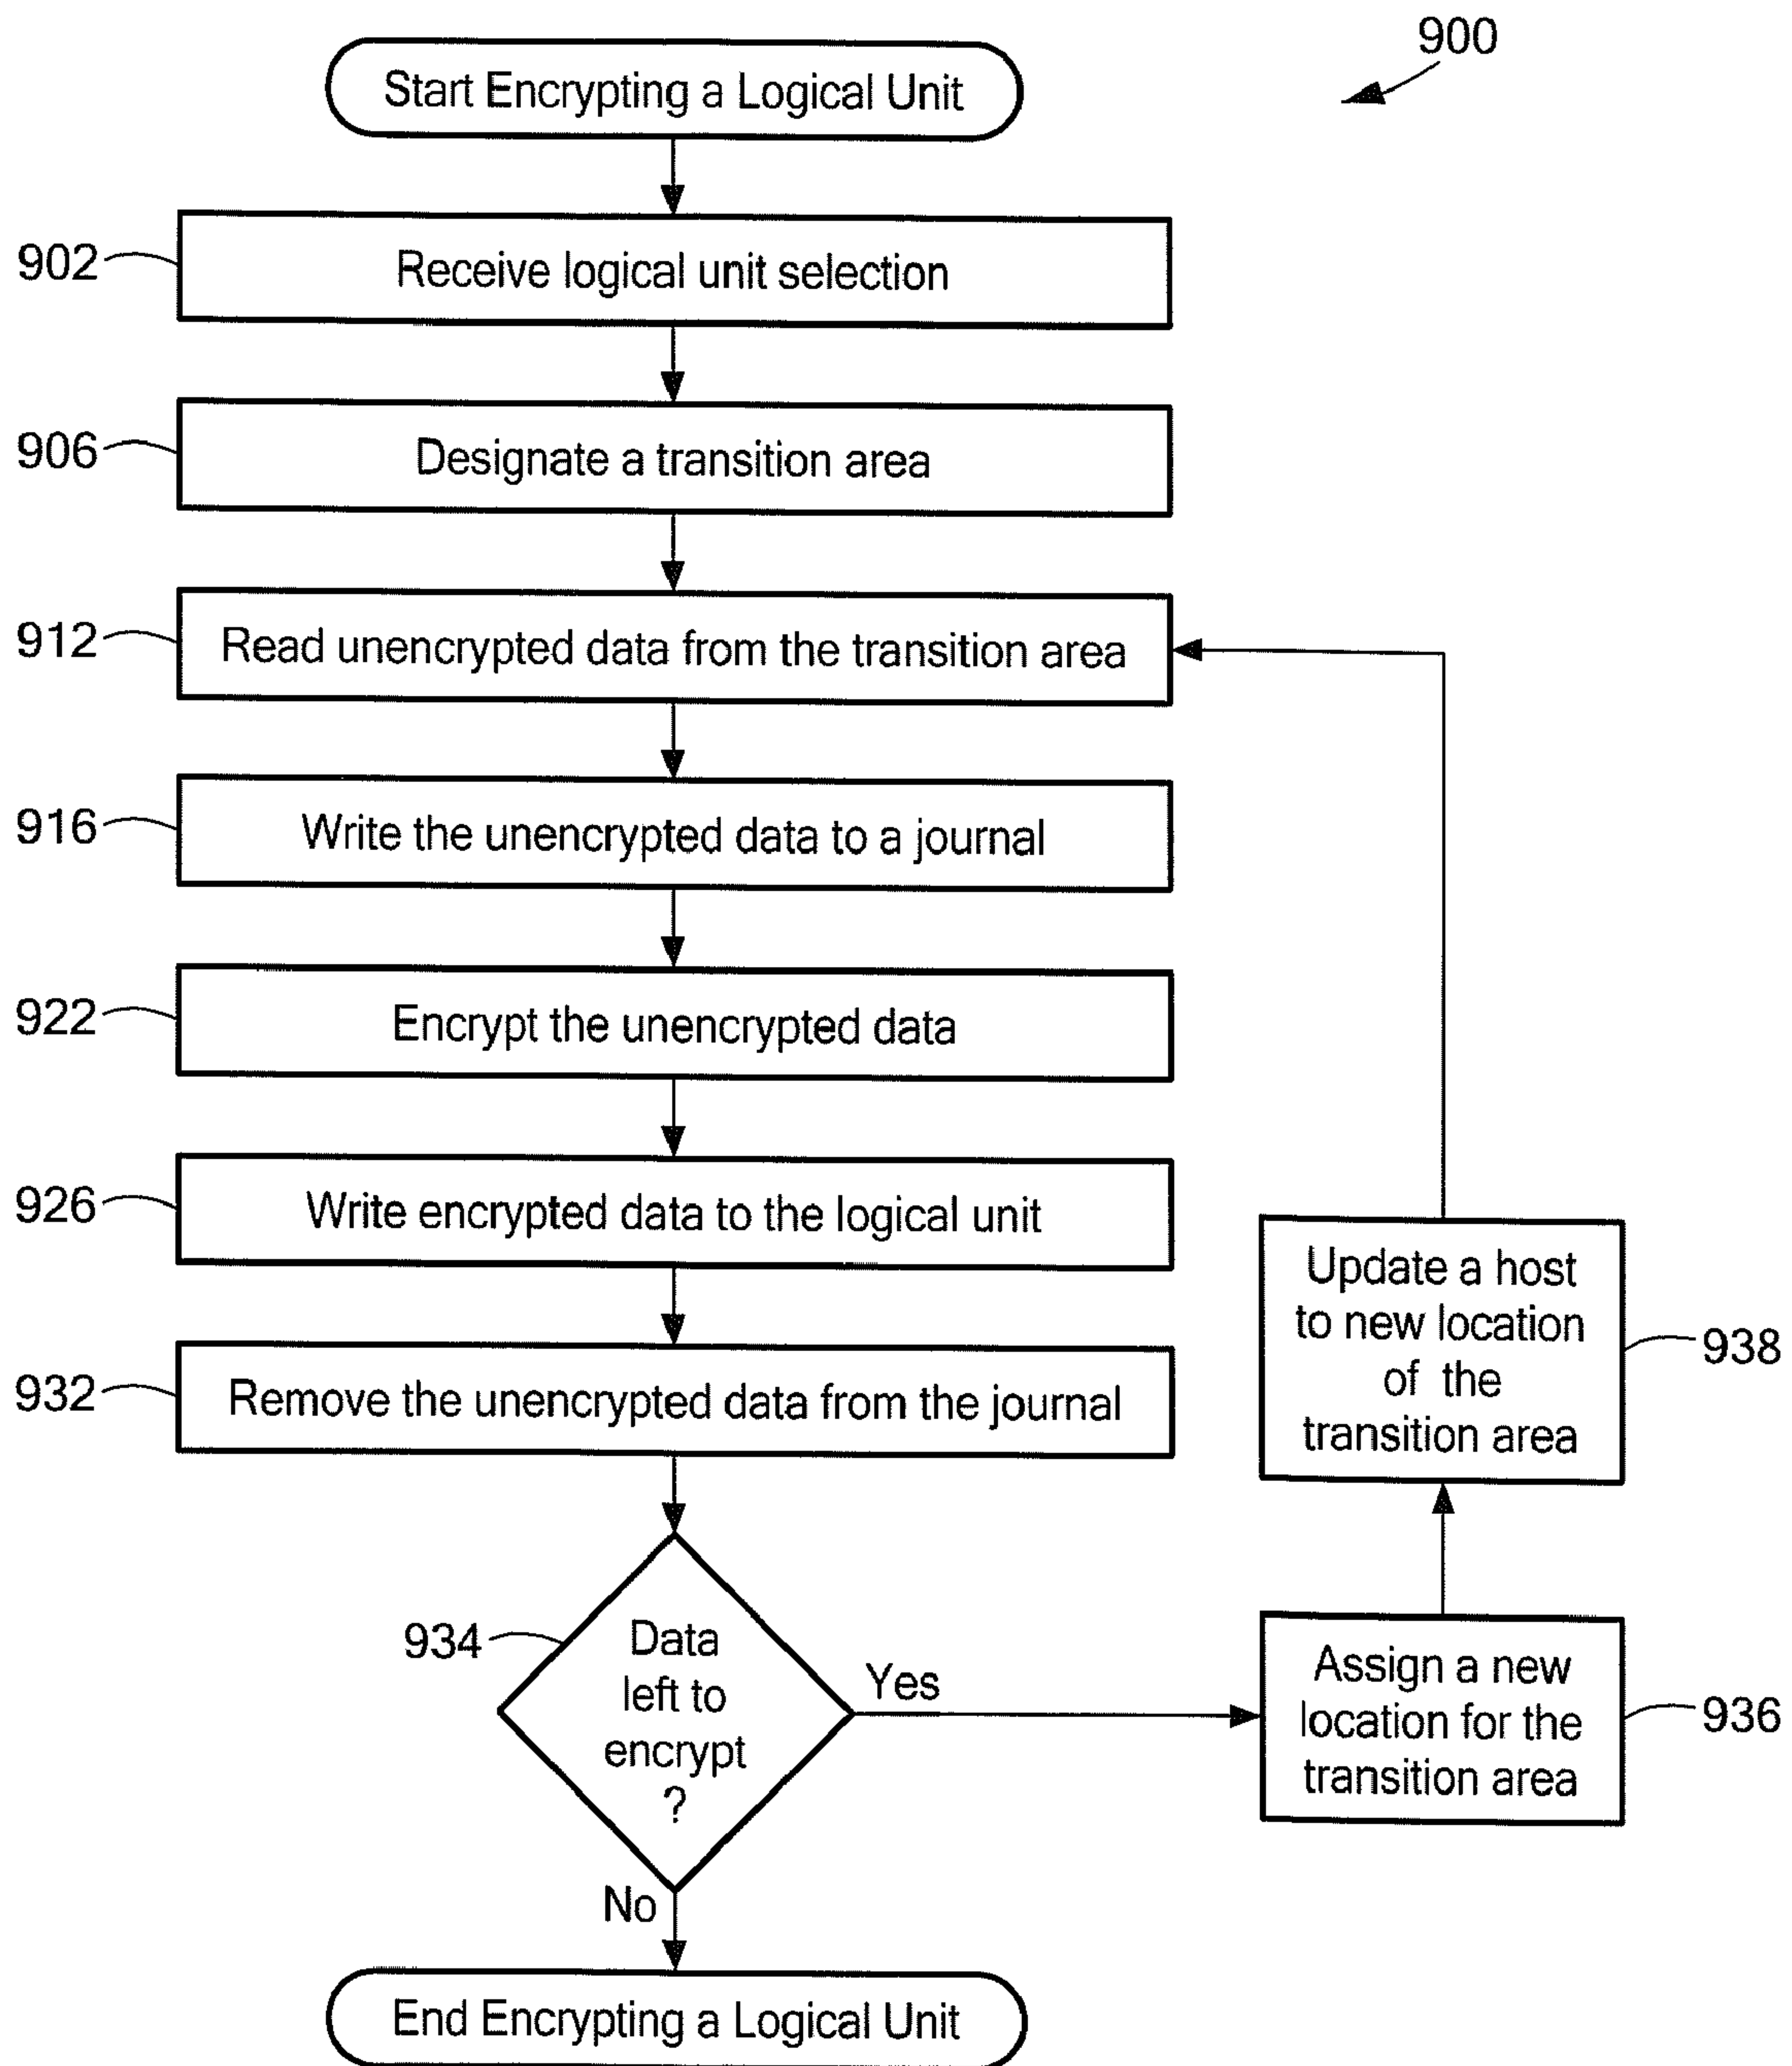 900
Start Encrypting a Logical Unit
902
Receive logical unit selection
906
Designate a transition area
912
Read unencrypted data from the transition area
916
Write the unencrypted data to a journal
922
Encrypt the unencrypted data
926
Write encrypted data to the logical unit
932
Remove the unencrypted data from the journal
934
Data
left to
encrypt
?
Yes
No
Assign a new
location for the
transition area
936
Update a host
to new location
of the
transition area
938
End Encrypting a Logical Unit